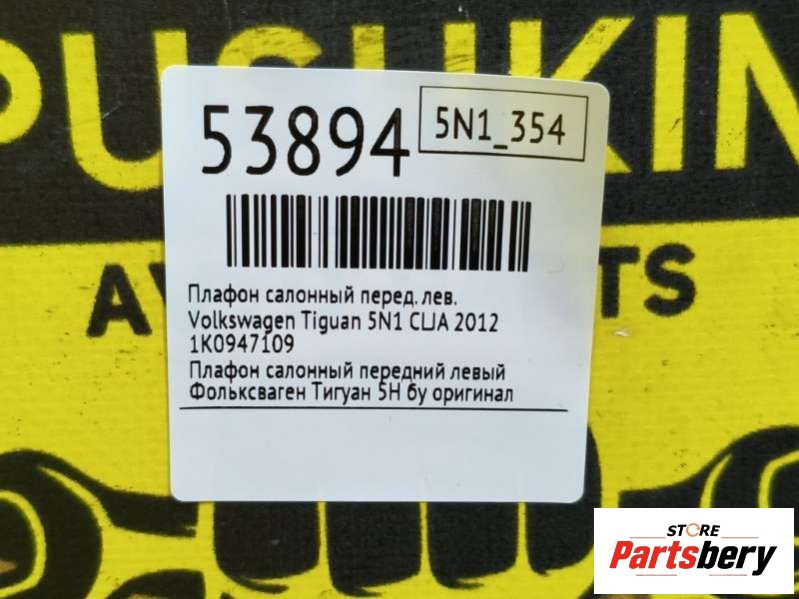 PUSHKIN
53894
5N1_354
Плафон салонный перед. лев.
Volkswagen Tiguan 5N1 CLJA 2012
1K0947109
Плафон салонный передний левый
Фольксваген Тигуан 5Н бу оригинал
STORE
Partsbery